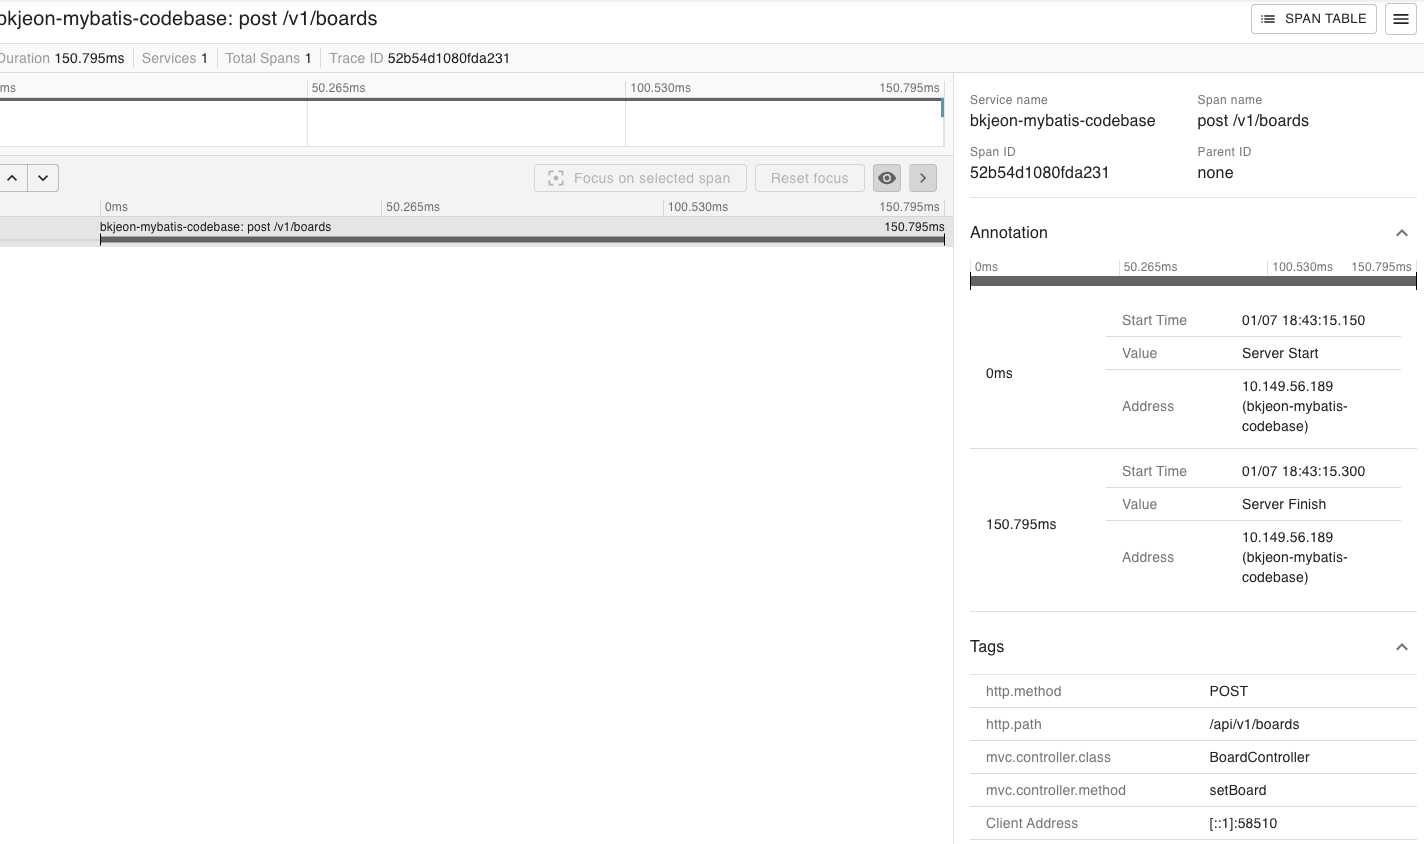 bkjeon-mybatis-codebase: post /v1/boards
SPAN TABLE
Duration 150.795ms Services 1 Total Spans 1 Trace ID 52b54d1080fda231
ms 50.265ms 100.530ms 150.795ms
Focus on selected span Reset focus
0ms 50.265ms 100.530ms 150.795ms
bkjeon-mybatis-codebase: post /v1/boards 150.795ms
Service name Span name
bkjeon-mybatis-codebase post /v1/boards
Span ID Parent ID
52b54d1080fda231 none
Annotation
0ms 50.265ms 100.530ms 150.795ms
Start Time 01/07 18:43:15.150
Value Server Start
0ms
Address 10.149.56.189
(bkjeon-mybatis-
codebase)
Start Time 01/07 18:43:15.300
Value Server Finish
150.795ms
Address 10.149.56.189
(bkjeon-mybatis-
codebase)
Tags
http.method POST
http.path /api/v1/boards
mvc.controller.class BoardController
mvc.controller.method setBoard
Client Address [::1]:58510